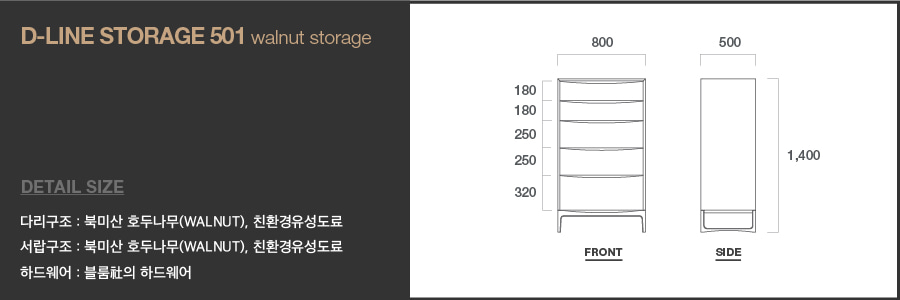 D-LINE STORAGE 501 walnut storage
DETAIL SIZE
다리구조 : 북미산 호두나무(WALNUT), 친환경유성도료
서랍구조 : 북미산 호두나무(WALNUT), 친환경유성도료
하드웨어 : 블룸社의 하드웨어
800
500
180
180
250
250
320
1,400
FRONT
SIDE